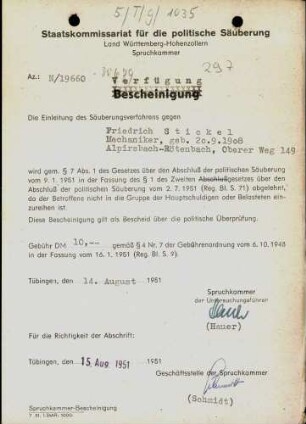 5/T/g/1035
Staatskommissariat für die politische Säuberung
Land Württemberg-Hohenzollern
Spruchkammer
297
Az.: N/19660
Verfügung
Bescheinigung
Die Einleitung des Säuberungsverfahrens gegen
Friedrich Stickel
Mechaniker, geb. 20.9.1908
Alpirsbach-Rötenbach, Oberer Weg 149
wird gem. § 7 Abs. 1 des Gesetzes über den Abschluß der politischen Säuberung
vom 9. 1. 1951 in der Fassung des § 1 des Zweiten Abschlußgesetzes über den
Abschluß der politischen Säuberung vom 2. 7. 1951 (Reg. Bl. S. 71) abgelehnt,
da der Betroffene nicht in die Gruppe der Hauptschuldigen oder Belasteten einzureihen ist.
Diese Bescheinigung gilt als Bescheid über die politische Überprüfung.
Gebühr DM 10,-- gemäß § 4 Nr. 7 der Gebührenordnung vom 6. 10. 1948
in der Fassung vom 16. 1. 1951 (Reg. Bl. S. 9).
Tübingen, den 14. August 1951
Spruchkammer
der Untersuchungsführer:
(Hauer)
Für die Richtigkeit der Abschrift:
Tübingen, den 15. Aug 1951
Geschäftsstelle der Spruchkammer
(Schmidt)
Spruchkammer-Bescheinigung